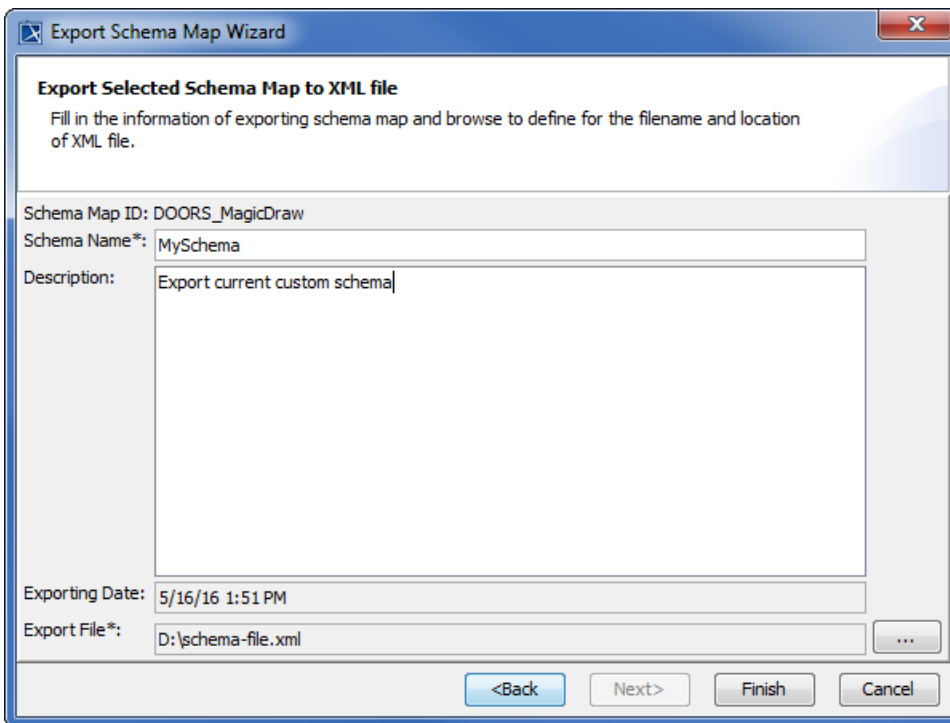 Export Schema Map Wizard
Export Selected Schema Map to XML file
Fill in the information of exporting schema map and browse to define for the filename and location
of XML file.
Schema Map ID: DOORS_MagicDraw
Schema Name*: MySchema
Description: Export current custom schema
Exporting Date: 5/16/16 1:51 PM
Export File*: D:\schema-file.xml ...
<Back Next> Finish Cancel